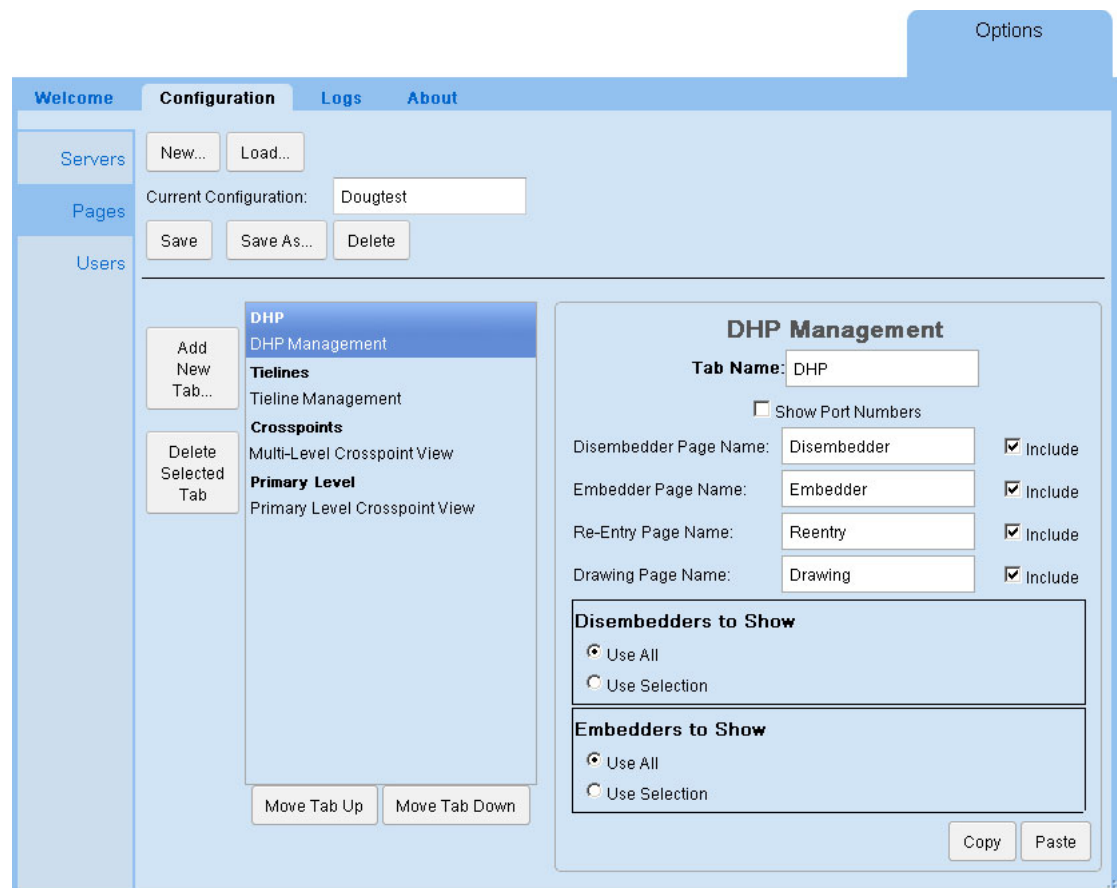 Options
Welcome Configuration Logs About
Servers
Pages
Users
New... Load...
Current Configuration: Dougtest
Save Save As... Delete
Add
New
Tab...
Delete
Selected
Tab
DHP
DHP Management
Tielines
Tieline Management
Crosspoints
Multi-Level Crosspoint View
Primary Level
Primary Level Crosspoint View
Move Tab Up Move Tab Down
DHP Management
Tab Name: DHP
Show Port Numbers
Disembedder Page Name: Disembedder Include
Embedder Page Name: Embedder Include
Re-Entry Page Name: Reentry Include
Drawing Page Name: Drawing Include
Disembedders to Show
Use All
Use Selection
Embedders to Show
Use All
Use Selection
Copy Paste